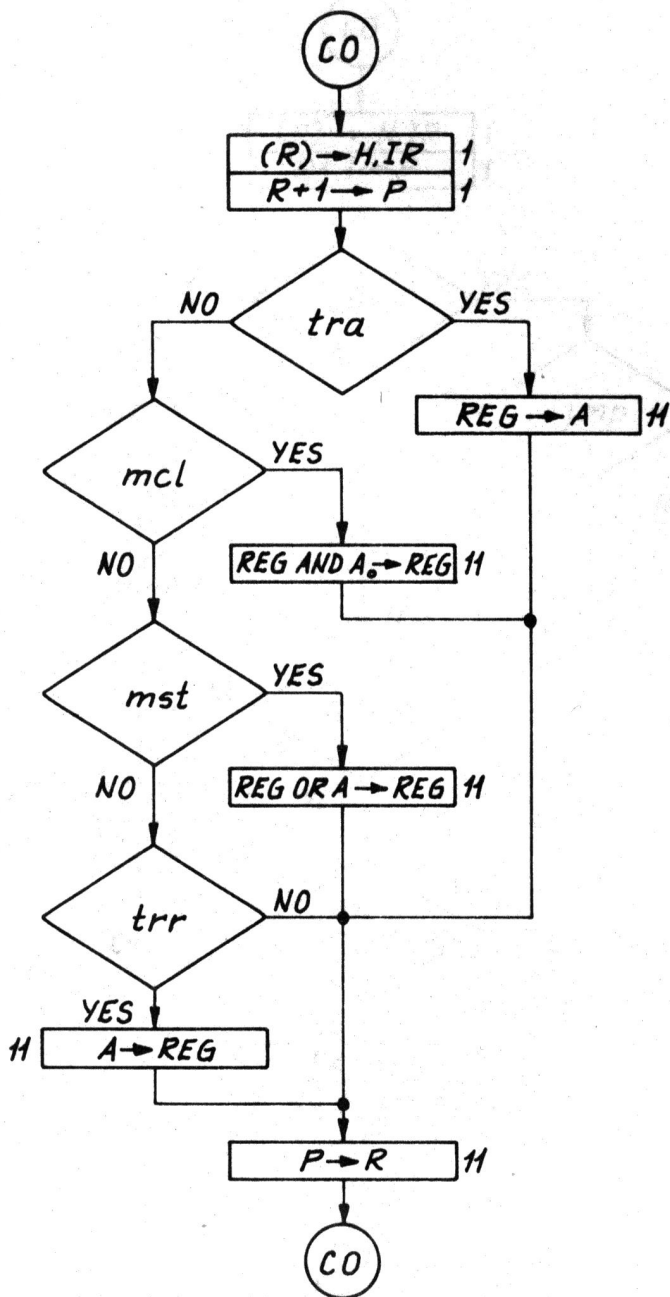 CO
(R)→H,IR 1
R+1→P 1
NO tra YES
REG→A 11
mcl YES
NO
REG AND A₀→REG 11
mst YES
NO
REG OR A→REG 11
trr NO
YES
11 A→REG
P→R 11
CO